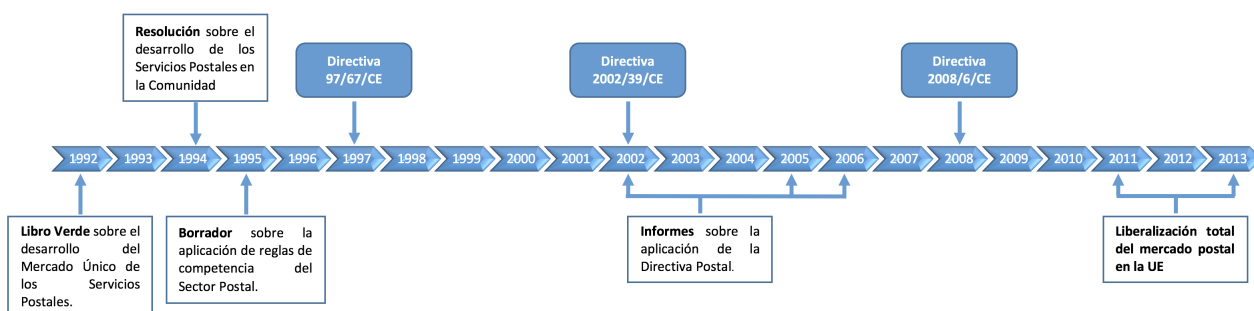 Resolución sobre el
desarrollo de los
Servicios Postales en
la Comunidad
Directiva
97/67/CE
Directiva
2002/39/CE
Directiva
2008/6/CE
1992 1993 1994 1995 1996 1997 1998 1999 2000 2001 2002 2003 2004 2005 2006 2007 2008 2009 2010 2011 2012 2013
Libro Verde sobre el
desarrollo del
Mercado Único de
los Servicios
Postales.
Borrador sobre la
aplicación de reglas de
competencia del
Sector Postal.
Informes sobre la
aplicación de la
Directiva Postal.
Liberalización total
del mercado postal
en la UE